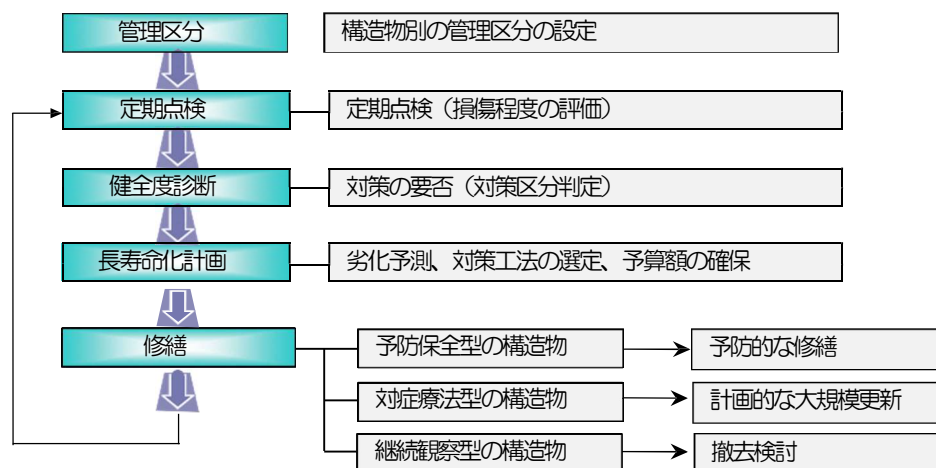 管理区分
構造物別の管理区分の設定
定期点検
定期点検（損傷程度の評価）
健全度診断
対策の要否（対策区分判定）
長寿命化計画
劣化予測、対策工法の選定、予算額の確保
修繕
予防保全型の構造物
予防的な修繕
対症療法型の構造物
計画的な大規模更新
継続観察型の構造物
撤去検討